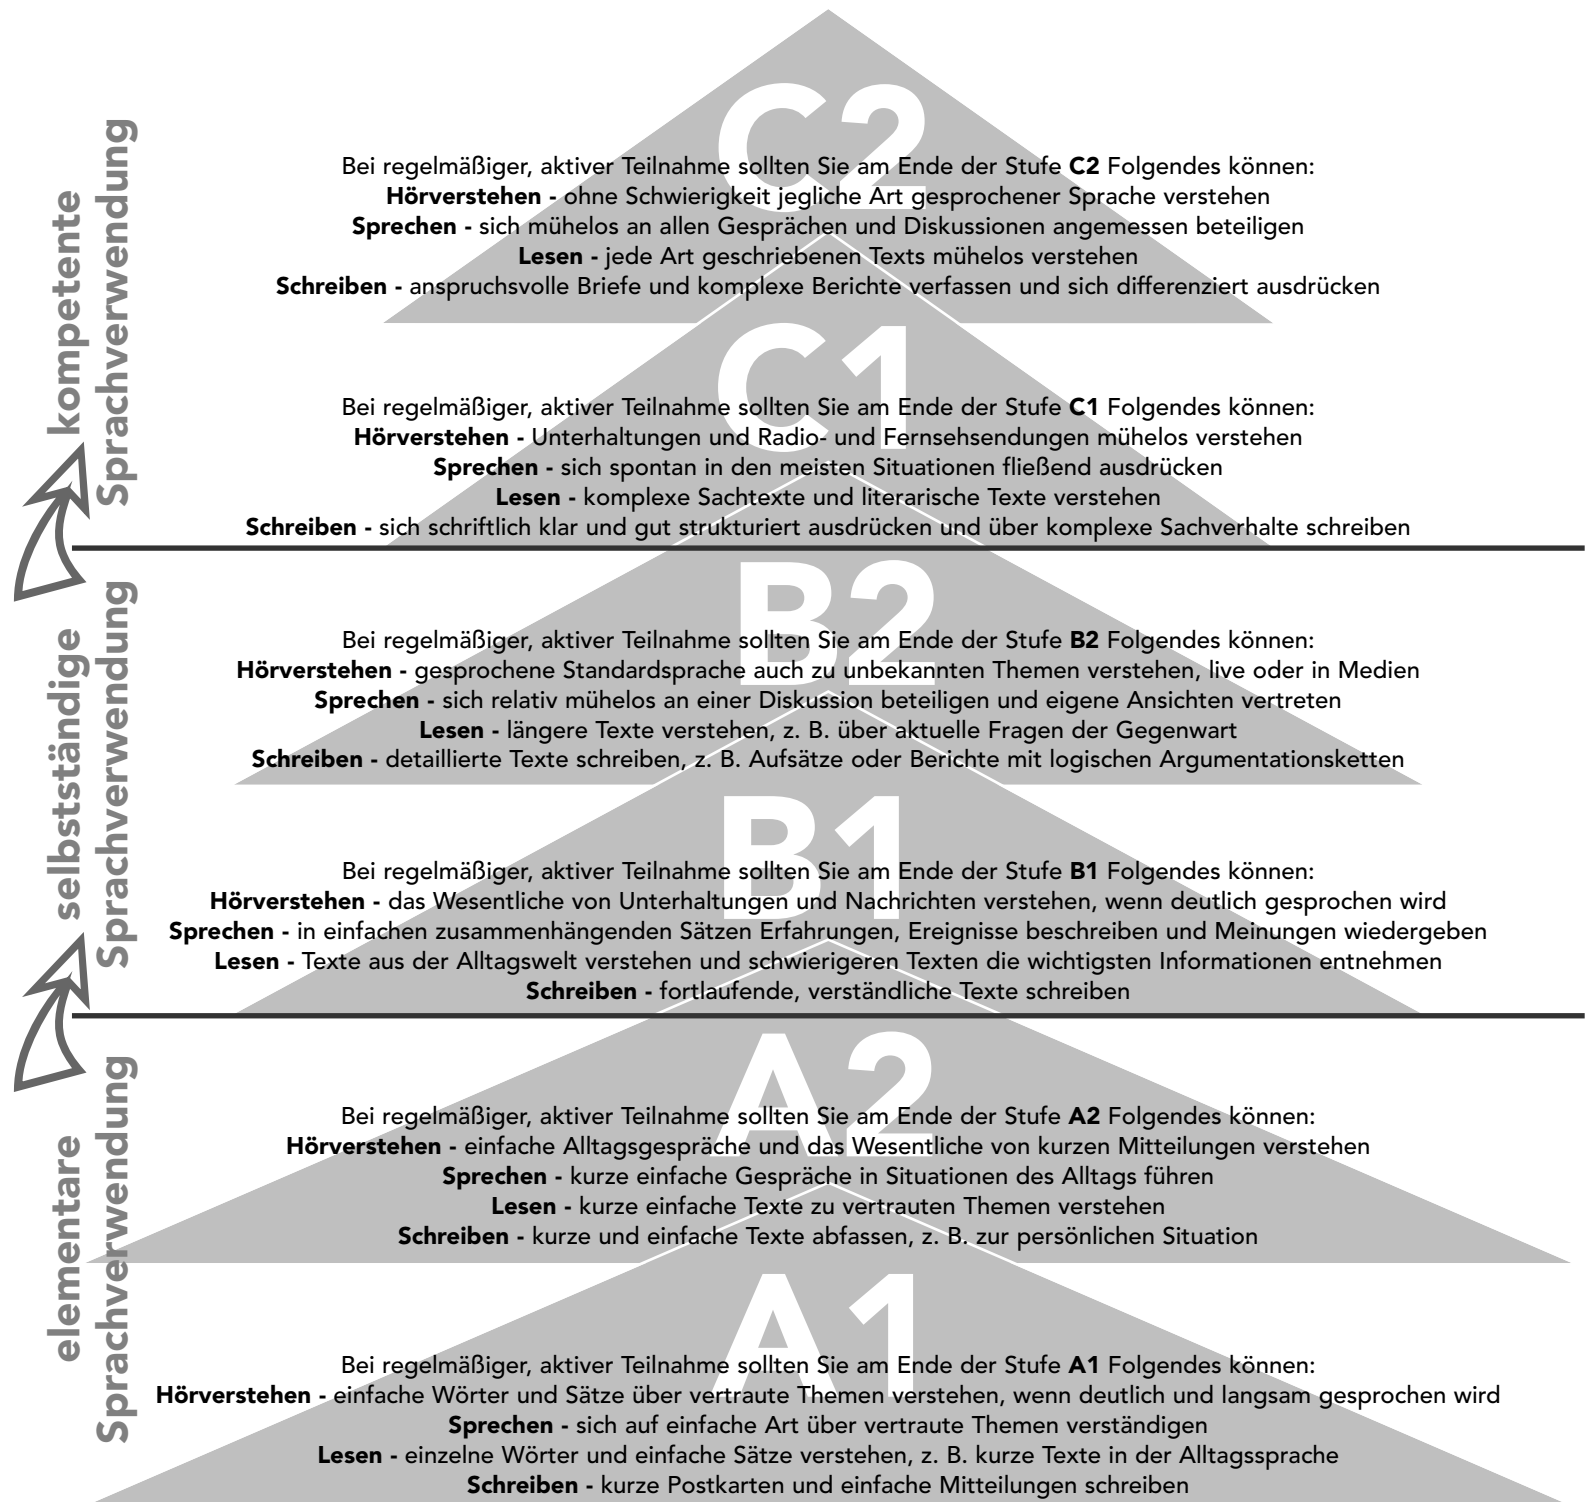 C2
kompetente
Sprachverwendung
Bei regelmäßiger, aktiver Teilnahme sollten Sie am Ende der Stufe C2 Folgendes können:
Hörverstehen - ohne Schwierigkeit jegliche Art gesprochener Sprache verstehen
Sprechen - sich mühelos an allen Gesprächen und Diskussionen angemessen beteiligen
Lesen - jede Art geschriebenen Texts mühelos verstehen
Schreiben - anspruchsvolle Briefe und komplexe Berichte verfassen und sich differenziert ausdrücken
C1
Bei regelmäßiger, aktiver Teilnahme sollten Sie am Ende der Stufe C1 Folgendes können:
Hörverstehen - Unterhaltungen und Radio- und Fernsehsendungen mühelos verstehen
Sprechen - sich spontan in den meisten Situationen fließend ausdrücken
Lesen - komplexe Sachtexte und literarische Texte verstehen
Schreiben - sich schriftlich klar und gut strukturiert ausdrücken und über komplexe Sachverhalte schreiben
B2
selbstständige
Sprachverwendung
Bei regelmäßiger, aktiver Teilnahme sollten Sie am Ende der Stufe B2 Folgendes können:
Hörverstehen - gesprochene Standardsprache auch zu unbekannten Themen verstehen, live oder in Medien
Sprechen - sich relativ mühelos an einer Diskussion beteiligen und eigene Ansichten vertreten
Lesen - längere Texte verstehen, z. B. über aktuelle Fragen der Gegenwart
Schreiben - detaillierte Texte schreiben, z. B. Aufsätze oder Berichte mit logischen Argumentationsketten
B1
Bei regelmäßiger, aktiver Teilnahme sollten Sie am Ende der Stufe B1 Folgendes können:
Hörverstehen - das Wesentliche von Unterhaltungen und Nachrichten verstehen, wenn deutlich gesprochen wird
Sprechen - in einfachen zusammenhängenden Sätzen Erfahrungen, Ereignisse beschreiben und Meinungen wiedergeben
Lesen - Texte aus der Alltagswelt verstehen und schwierigeren Texten die wichtigsten Informationen entnehmen
Schreiben - fortlaufende, verständliche Texte schreiben
A2
elementare
Sprachverwendung
Bei regelmäßiger, aktiver Teilnahme sollten Sie am Ende der Stufe A2 Folgendes können:
Hörverstehen - einfache Alltagsgespräche und das Wesentliche von kurzen Mitteilungen verstehen
Sprechen - kurze einfache Gespräche in Situationen des Alltags führen
Lesen - kurze einfache Texte zu vertrauten Themen verstehen
Schreiben - kurze und einfache Texte abfassen, z. B. zur persönlichen Situation
A1
Bei regelmäßiger, aktiver Teilnahme sollten Sie am Ende der Stufe A1 Folgendes können:
Hörverstehen - einfache Wörter und Sätze über vertraute Themen verstehen, wenn deutlich und langsam gesprochen wird
Sprechen - sich auf einfache Art über vertraute Themen verständigen
Lesen - einzelne Wörter und einfache Sätze verstehen, z. B. kurze Texte in der Alltagssprache
Schreiben - kurze Postkarten und einfache Mitteilungen schreiben